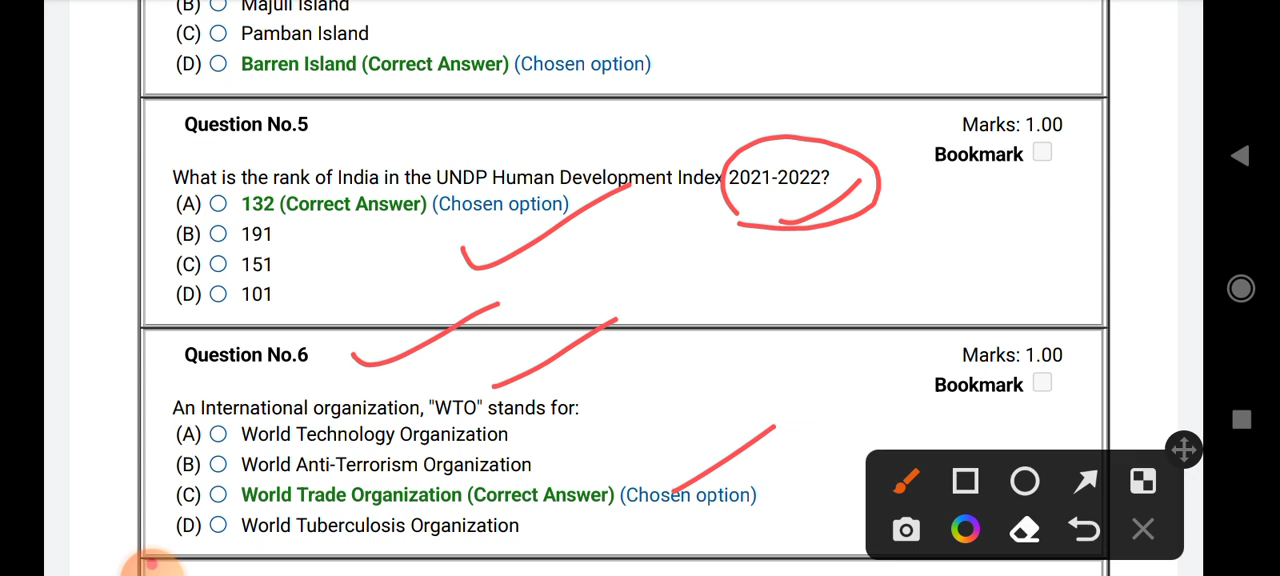 (B) Majuli Island
(C) Pamban Island
(D) Barren Island (Correct Answer) (Chosen option)
Question No.5
Marks: 1.00
Bookmark
What is the rank of India in the UNDP Human Development Index 2021-2022?
(A) 132 (Correct Answer) (Chosen option)
(B) 191
(C) 151
(D) 101
Question No.6
Marks: 1.00
Bookmark
An International organization, "WTO" stands for:
(A) World Technology Organization
(B) World Anti-Terrorism Organization
(C) World Trade Organization (Correct Answer) (Chosen option)
(D) World Tuberculosis Organization